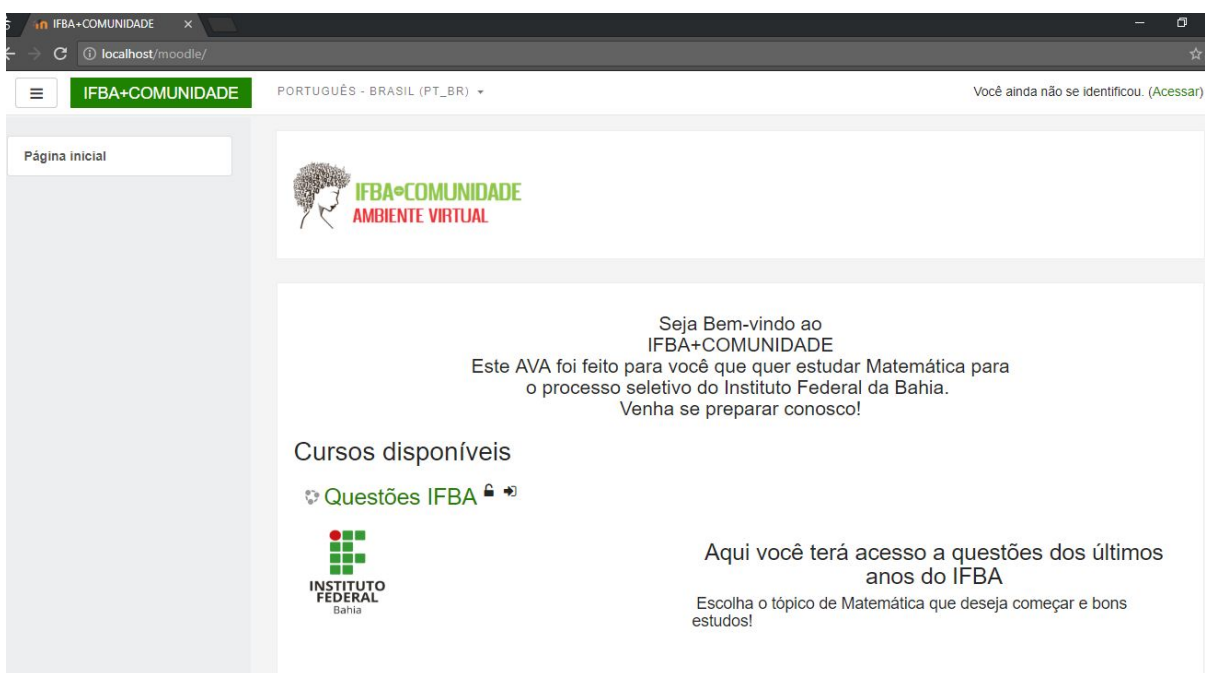 IFBA+COMUNIDADE
localhost/moodle/
IFBA+COMUNIDADE
PORTUGUÊS - BRASIL (PT_BR)
Você ainda não se identificou. (Acessar)
Página inicial
IFBA+COMUNIDADE
AMBIENTE VIRTUAL
Seja Bem-vindo ao
IFBA+COMUNIDADE
Este AVA foi feito para você que quer estudar Matemática para
o processo seletivo do Instituto Federal da Bahia.
Venha se preparar conosco!
Cursos disponíveis
Questões IFBA
INSTITUTO
FEDERAL
Bahia
Aqui você terá acesso a questões dos últimos
anos do IFBA
Escolha o tópico de Matemática que deseja começar e bons
estudos!